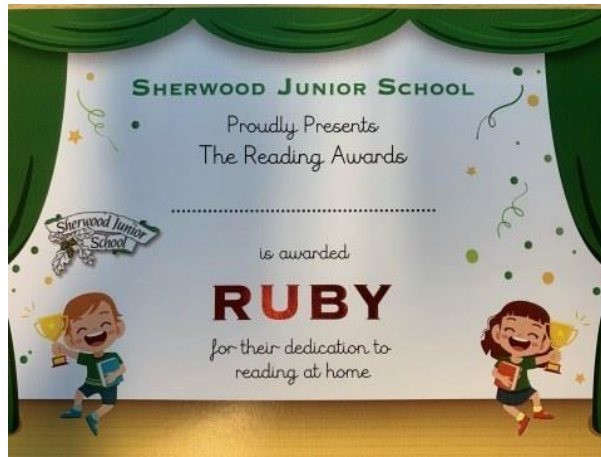 SHERWOOD JUNIOR SCHOOL
Proudly Presents
The Reading Awards
................................................................
Sherwood Junior
School
is awarded
RUBY
for their dedication to
reading at home